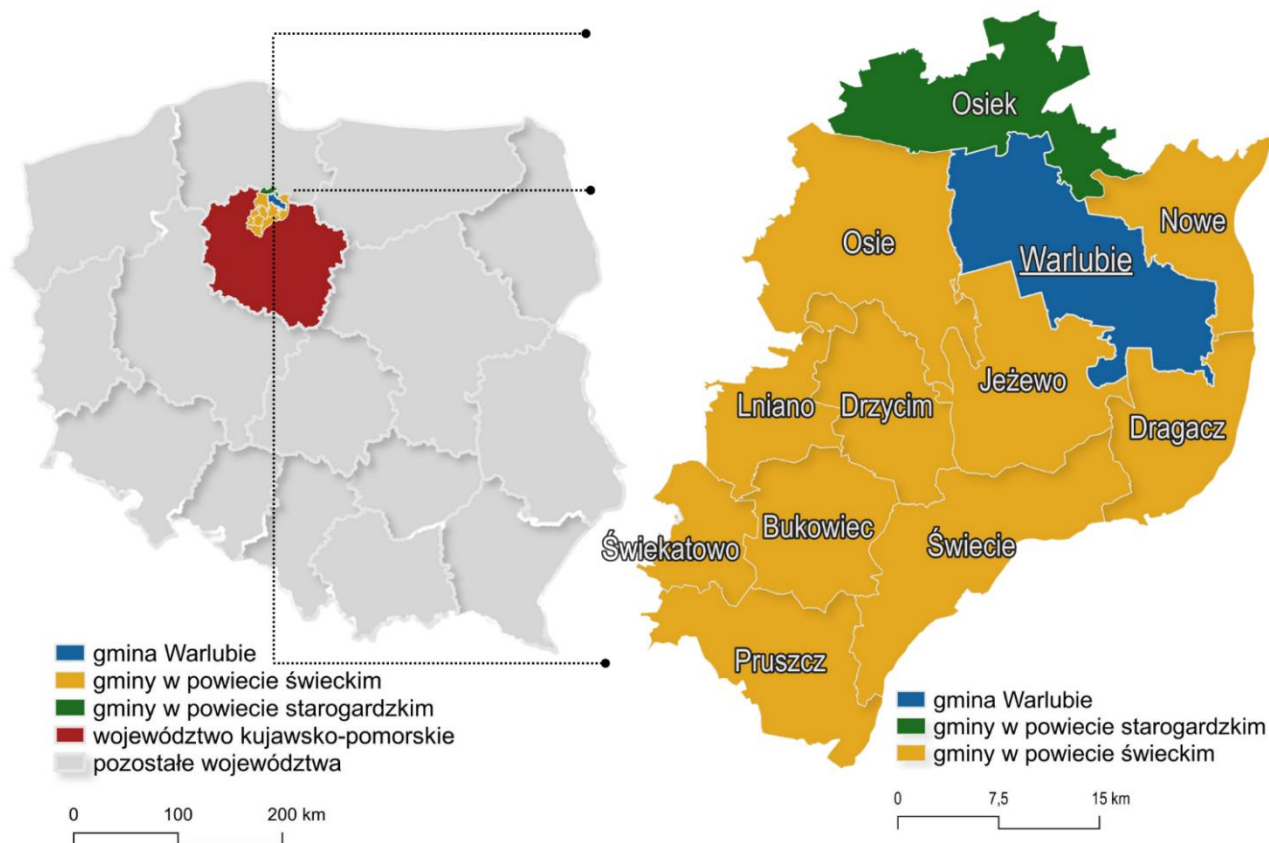 gmina Warlubie
gminy w powiecie świeckim
gminy w powiecie starogardzkim
województwo kujawsko-pomorskie
pozostałe województwa
0 100 200 km
Osiek
Nowe
Osie
Warlubie
Jeżewo
Lniano
Drzycim
Dragacz
Bukowiec
Świekatowo
Świecie
Pruszcz
gmina Warlubie
gminy w powiecie starogardzkim
gminy w powiecie świeckim
0 7,5 15 km